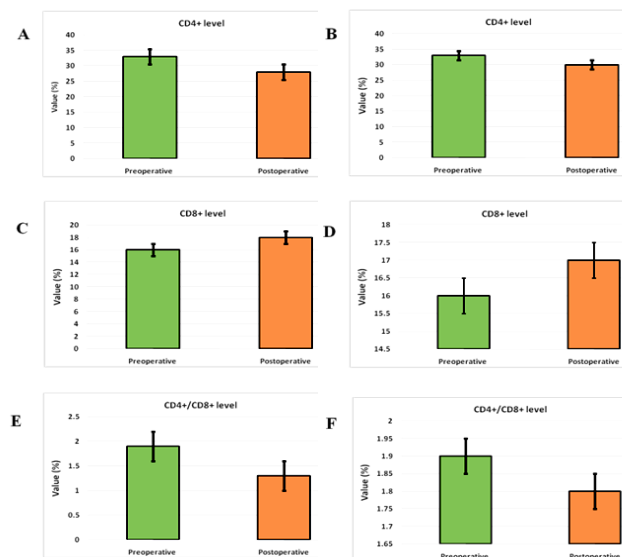 A
CD4+ level
Value (%)
40
35
30
25
20
15
10
5
0
Preoperative
Postoperative
B
CD4+ level
Value (%)
40
35
30
25
20
15
10
5
0
Preoperative
Postoperative
C
CD8+ level
Value (%)
20
18
16
14
12
10
8
6
4
2
0
Preoperative
Postoperative
D
CD8+ level
Value (%)
18
17.5
17
16.5
16
15.5
15
14.5
Preoperative
Postoperative
E
CD4+/CD8+ level
Value (%)
2.5
2
1.5
1
0.5
0
Preoperative
Postoperative
F
CD4+/CD8+ level
Value (%)
2
1.95
1.9
1.85
1.8
1.75
1.7
1.65
Preoperative
Postoperative